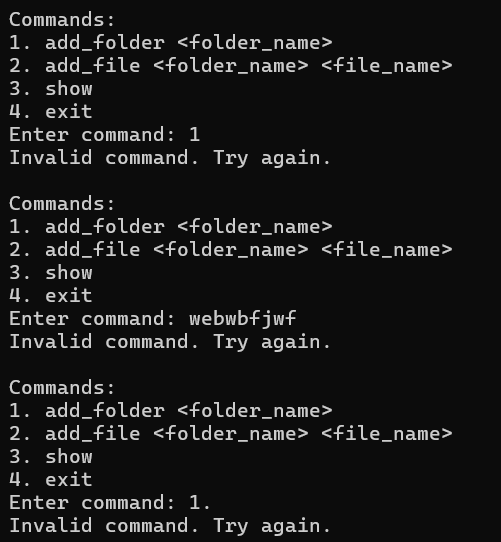 Commands:
1. add_folder <folder_name>
2. add_file <folder_name> <file_name>
3. show
4. exit
Enter command: 1
Invalid command. Try again.

Commands:
1. add_folder <folder_name>
2. add_file <folder_name> <file_name>
3. show
4. exit
Enter command: webwbfjwf
Invalid command. Try again.

Commands:
1. add_folder <folder_name>
2. add_file <folder_name> <file_name>
3. show
4. exit
Enter command: 1.
Invalid command. Try again.